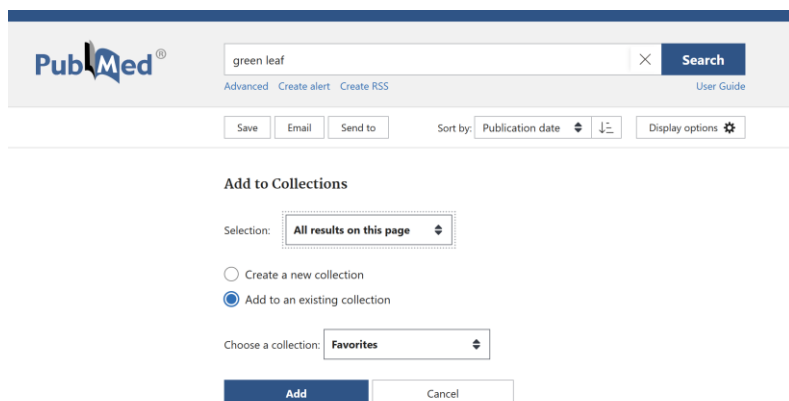 PubMed®
green leaf
Search
Advanced Create alert Create RSS
User Guide
Save Email Send to Sort by: Publication date Display options
Add to Collections
Selection: All results on this page
Create a new collection
Add to an existing collection
Choose a collection: Favorites
Add Cancel